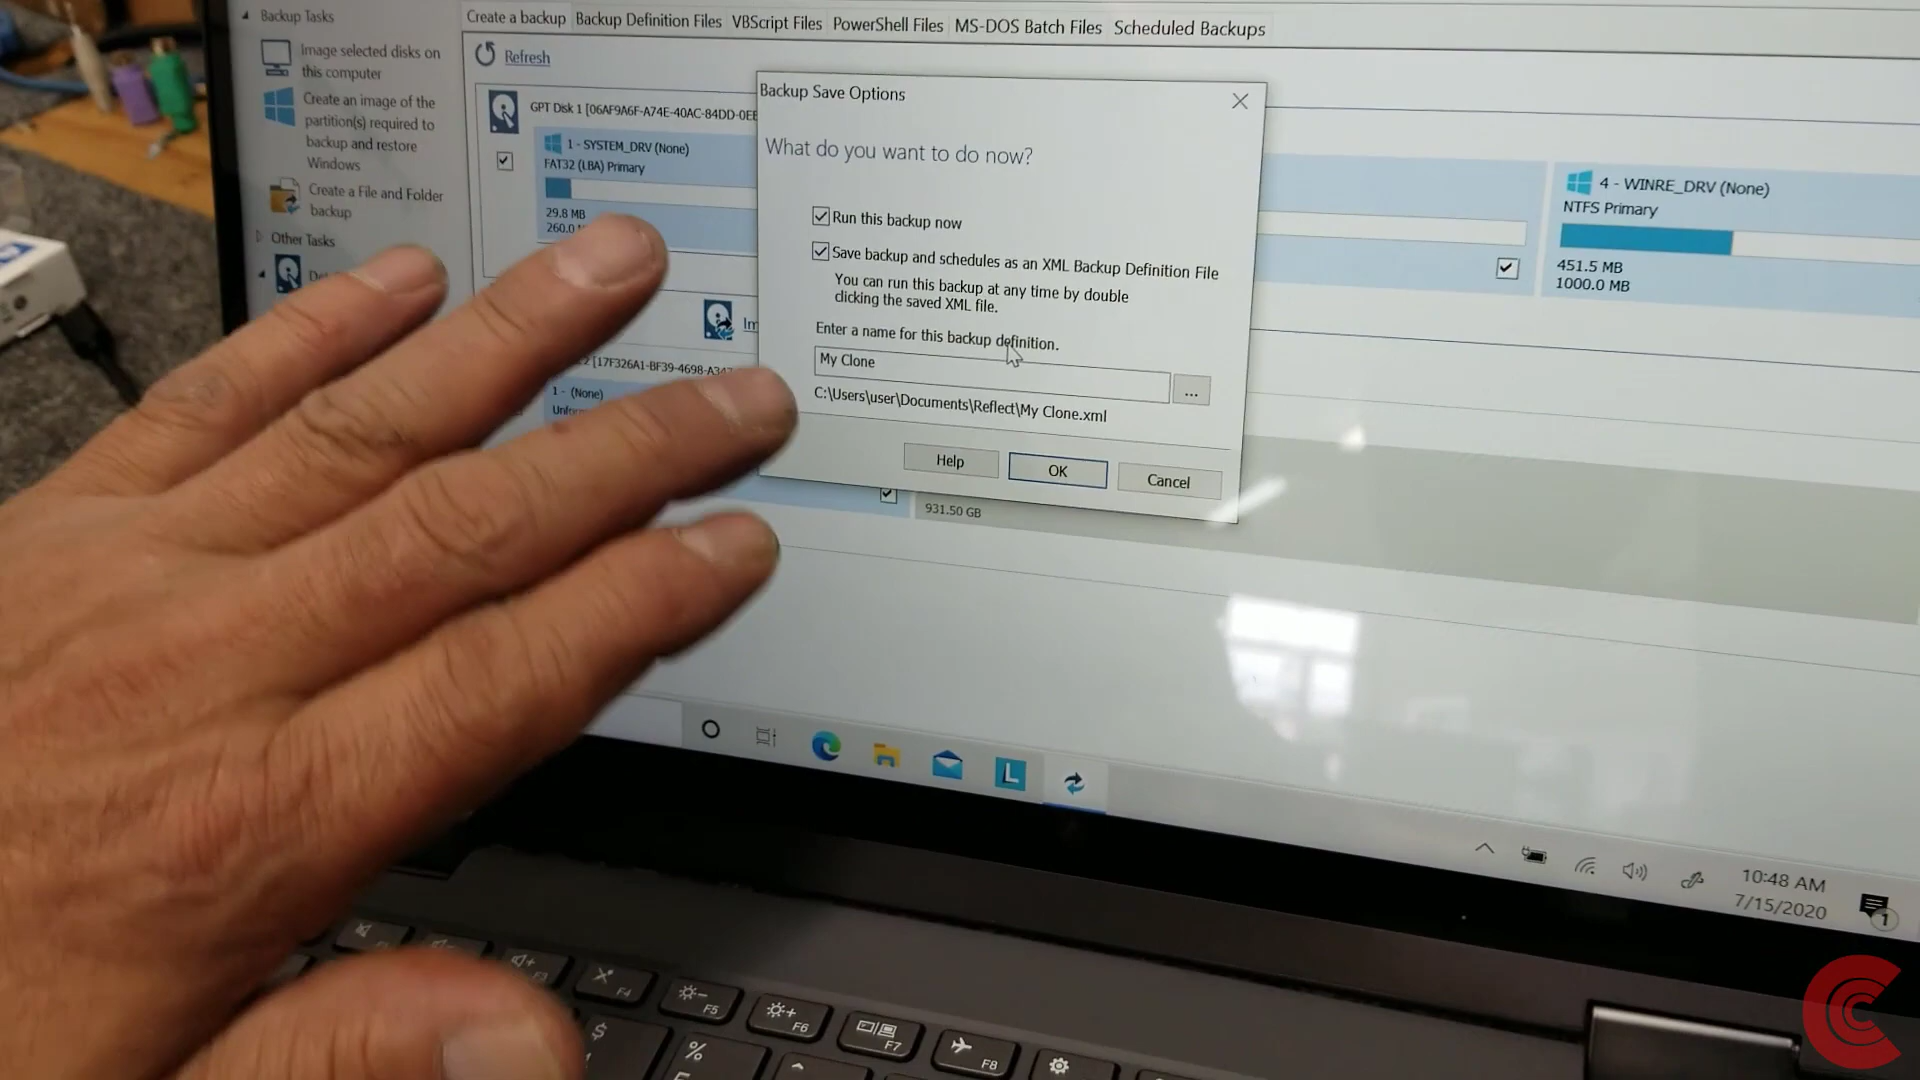 Backup Tasks
Image selected disks on
this computer
Create an image of the
partition(s) required to
backup and restore
Windows
Create a File and Folder
backup
Other Tasks
Create a backup
Backup Definition Files
VBScript Files
PowerShell Files
MS-DOS Batch Files
Scheduled Backups
Refresh
GPT Disk 1 [06AF9A6F-A74E-40AC-84DD-0EE
1 - SYSTEM_DRV (None)
FAT32 (LBA) Primary
29.8 MB
4 - WINRE_DRV (None)
NTFS Primary
451.5 MB
1000.0 MB
[17F326A1-BF39-4698-A347
1 - (None)
931.50 GB
Backup Save Options
What do you want to do now?
Run this backup now
Save backup and schedules as an XML Backup Definition File
You can run this backup at any time by double
clicking the saved XML file.
Enter a name for this backup definition.
My Clone
...
C:\Users\user\Documents\Reflect\My Clone.xml
Help
OK
Cancel
L
10:48 AM
7/15/2020
1
F4
F5
F6
F7
F8
$
%